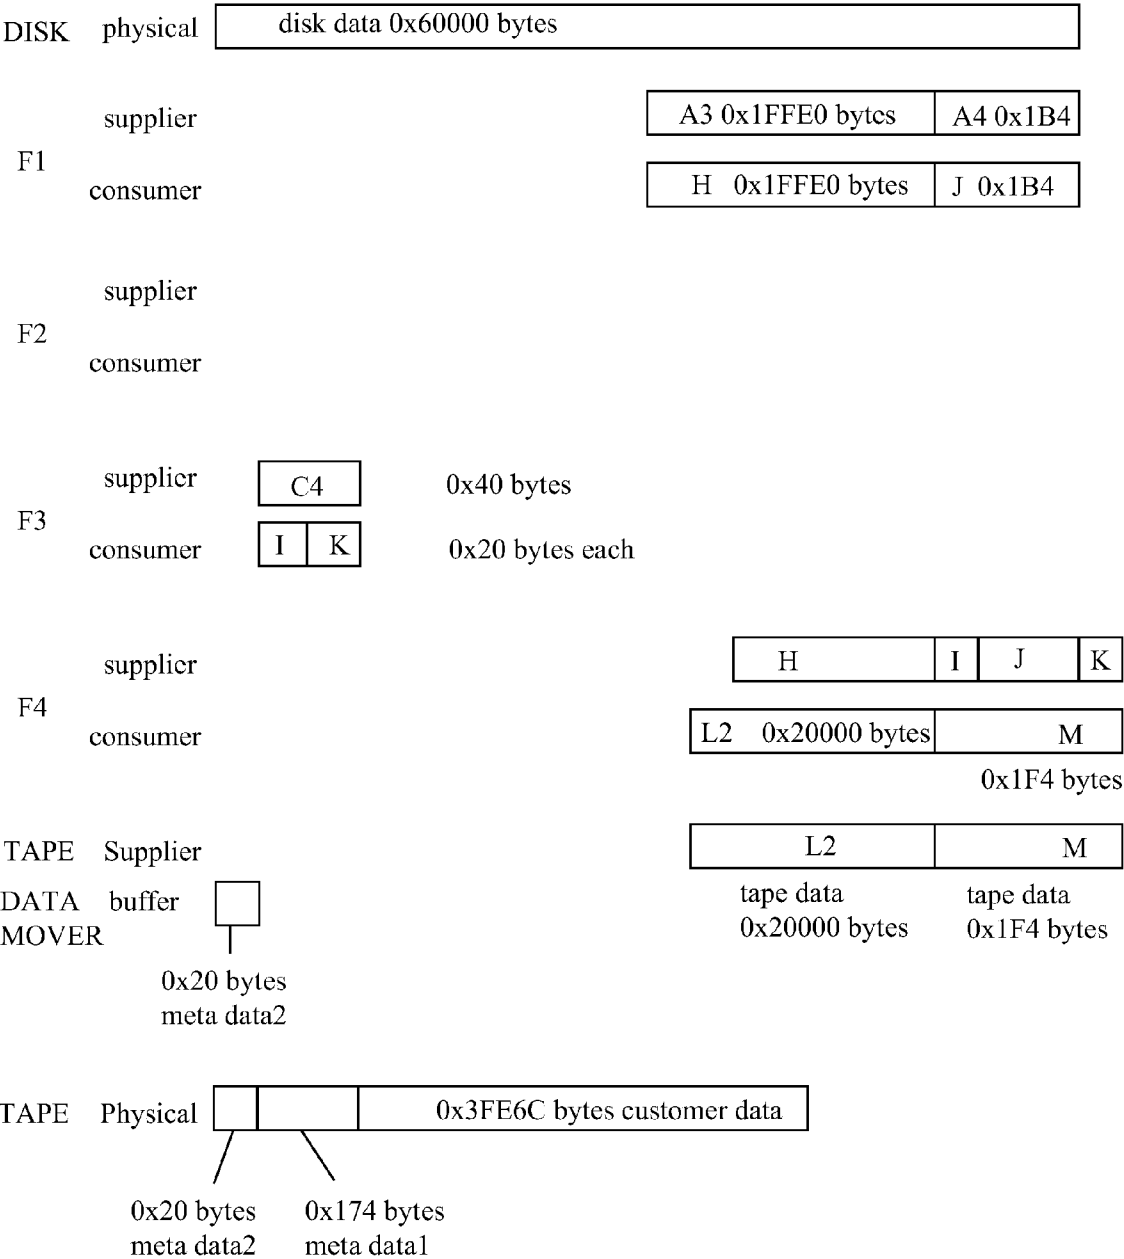 DISK physical disk data 0x60000 bytes
supplier A3 0x1FFE0 bytes A4 0x1B4
F1
consumer H 0x1FFE0 bytes J 0x1B4
supplier
F2
consumer
supplier C4 0x40 bytes
F3
consumer I K 0x20 bytes each
supplier H I J K
F4
consumer L2 0x20000 bytes M
0x1F4 bytes
TAPE Supplier L2 M
DATA buffer tape data tape data
MOVER 0x20000 bytes 0x1F4 bytes
0x20 bytes
meta data2
TAPE Physical 0x3FE6C bytes customer data
0x20 bytes 0x174 bytes
meta data2 meta data1